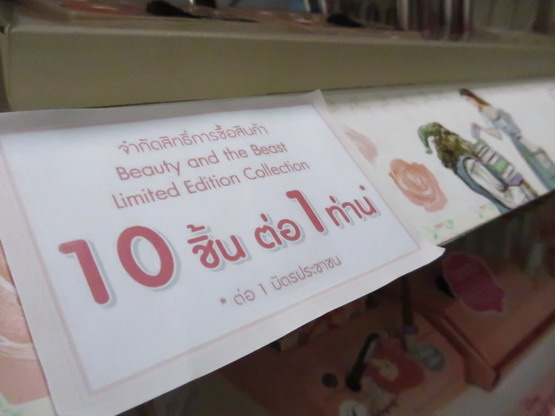 จำกัดสิทธิ์การซื้อสินค้า
Beauty and the Beast
Limited Edition Collection
10 ชิ้น ต่อ 1 ท่าน
* ต่อ 1 บัตรประชาชน